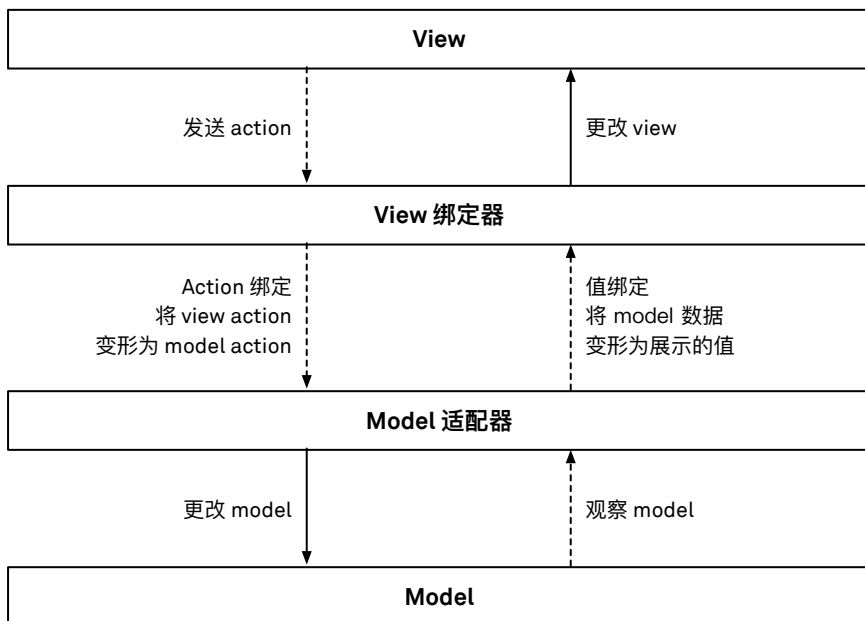 View
发送 action
更改 view
View 绑定器
Action 绑定
将 view action
变形为 model action
值绑定
将 model 数据
变形为展示的值
Model 适配器
更改 model
观察 model
Model